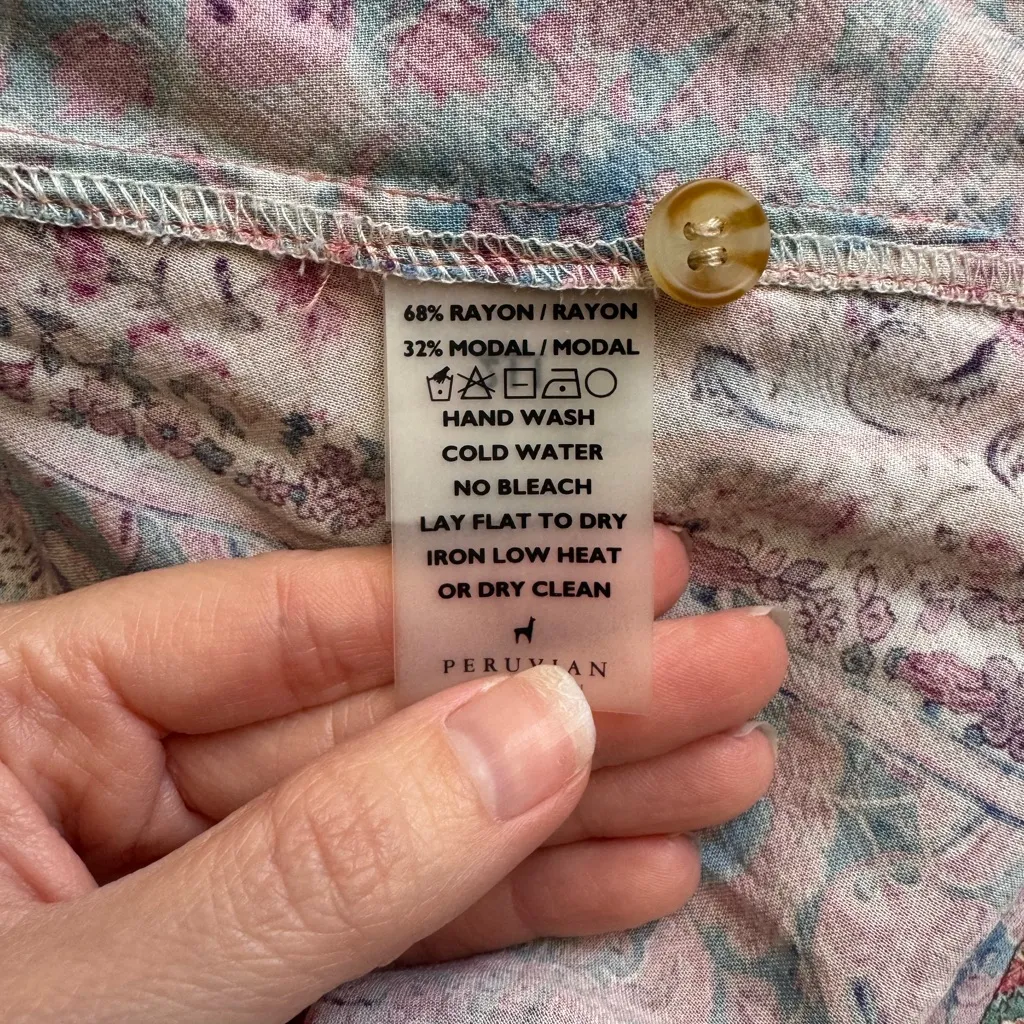 68% RAYON / RAYON
32% MODAL / MODAL
HAND WASH
COLD WATER
NO BLEACH
LAY FLAT TO DRY
IRON LOW HEAT
OR DRY CLEAN
PERUVIAN